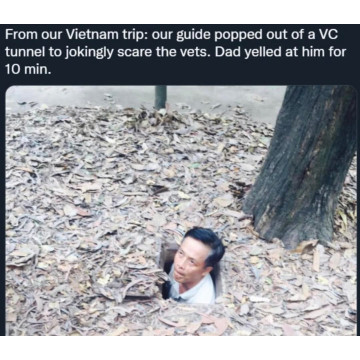 From our Vietnam trip: our guide popped out of a VC
tunnel to jokingly scare the vets. Dad yelled at him for
10 min.